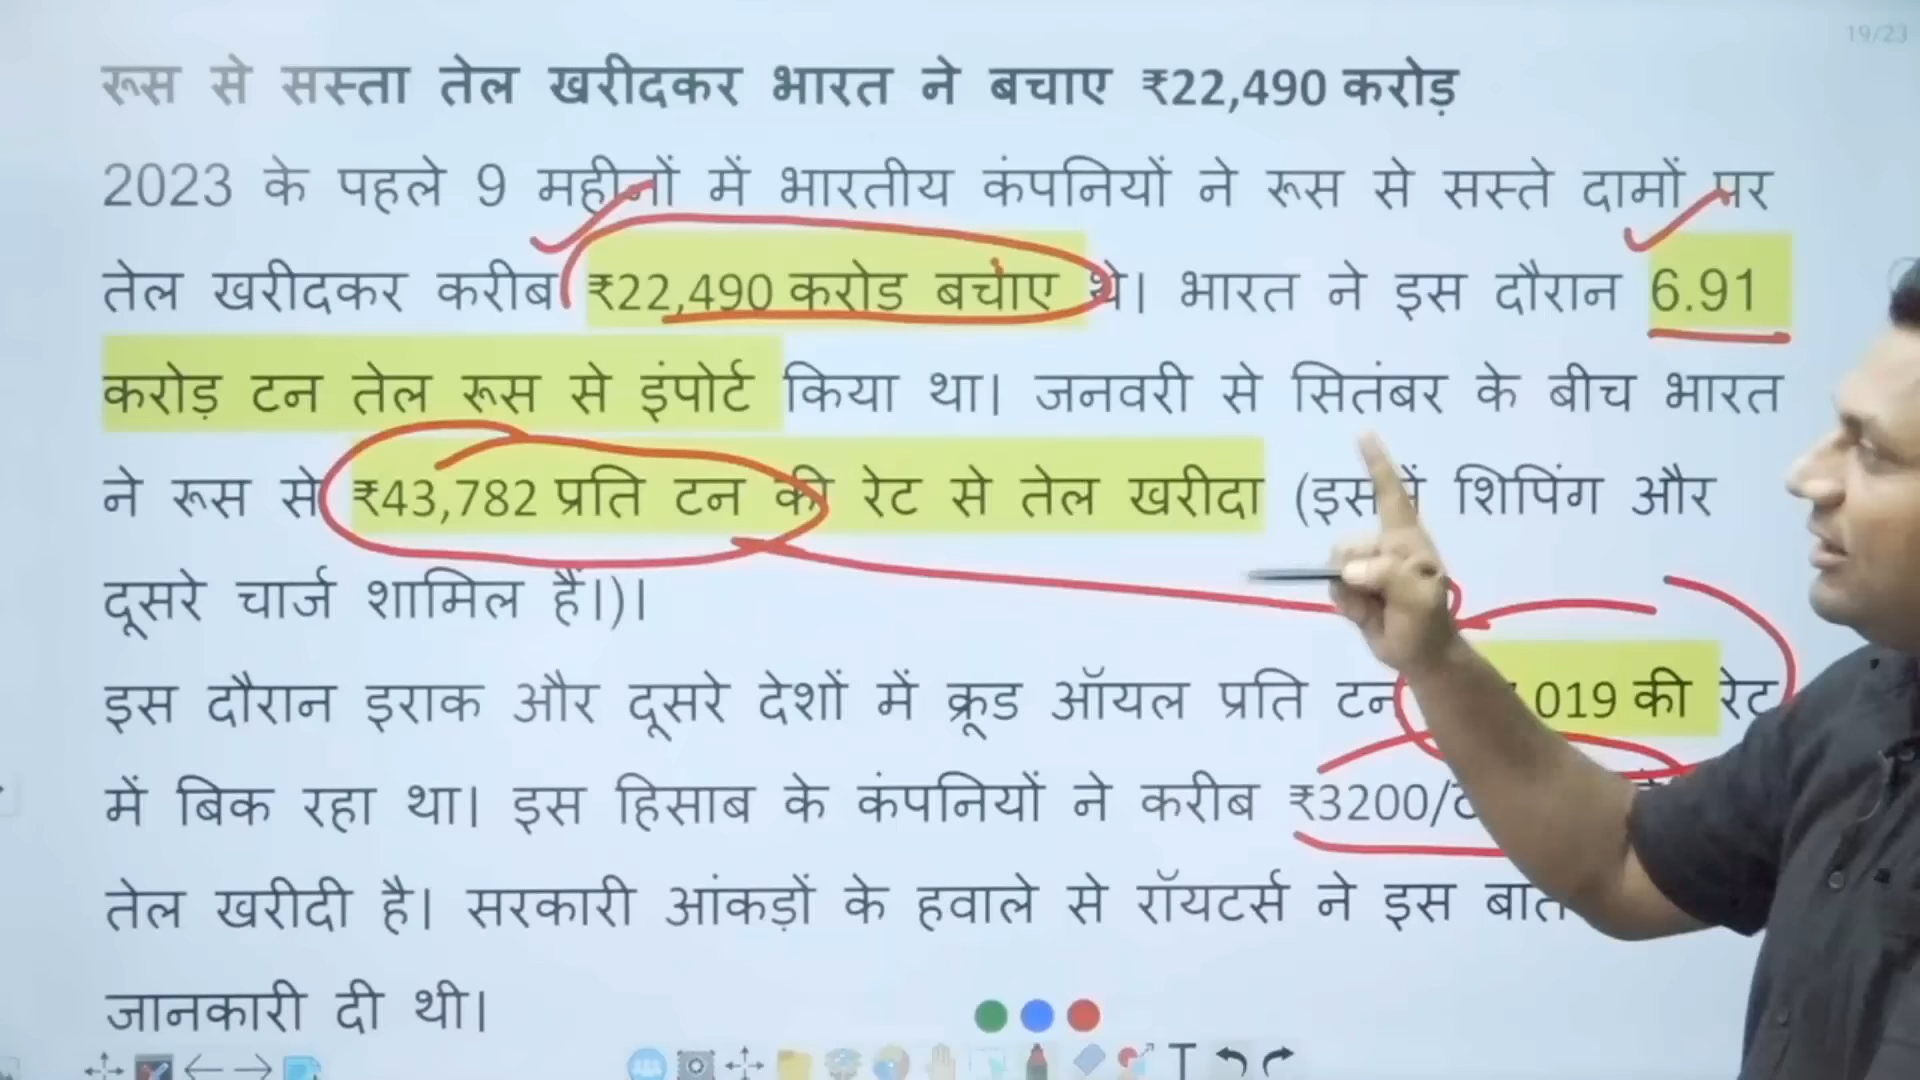 19/23
रूस से सस्ता तेल खरीदकर भारत ने बचाए ₹22,490 करोड़
2023 के पहले 9 महीनों में भारतीय कंपनियों ने रूस से सस्ते दामों पर
तेल खरीदकर करीब ₹22,490 करोड बचाए थे। भारत ने इस दौरान 6.91
करोड़ टन तेल रूस से इंपोर्ट किया था। जनवरी से सितंबर के बीच भारत
ने रूस से ₹43,782 प्रति टन की रेट से तेल खरीदा (इसमें शिपिंग और
दूसरे चार्ज शामिल हैं।)।
इस दौरान इराक और दूसरे देशों में क्रूड ऑयल प्रति टन 019 की रेट
में बिक रहा था। इस हिसाब के कंपनियों ने करीब ₹3200/
तेल खरीदी है। सरकारी आंकड़ों के हवाले से रॉयटर्स ने इस बात
जानकारी दी थी।
T